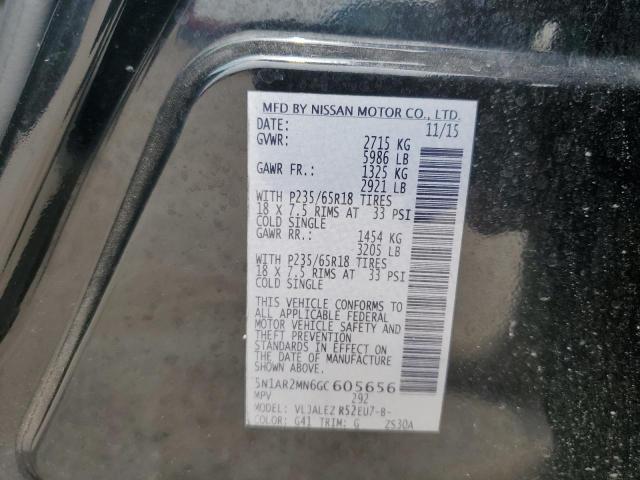 MFD BY NISSAN MOTOR CO., LTD.
DATE: 11/15
GVWR: 2715 KG
5986 LB
GAWR FR.: 1325 KG
2921 LB
WITH P235/65R18 TIRES
18 X 7.5 RIMS AT 33 PSI
COLD SINGLE
GAWR RR.: 1454 KG
3205 LB
WITH P235/65R18 TIRES
18 X 7.5 RIMS AT 33 PSI
COLD SINGLE
THIS VEHICLE CONFORMS TO
ALL APPLICABLE FEDERAL
MOTOR VEHICLE SAFETY AND
THEFT PREVENTION
STANDARDS IN EFFECT ON
THE DATE OF MANUFACTURE
SHOWN ABOVE.
5N1AR2MN6GC605656
MPV 292
MODEL: VLJALEZ R52EU7-B-
COLOR: G41 TRIM: G ZS30A